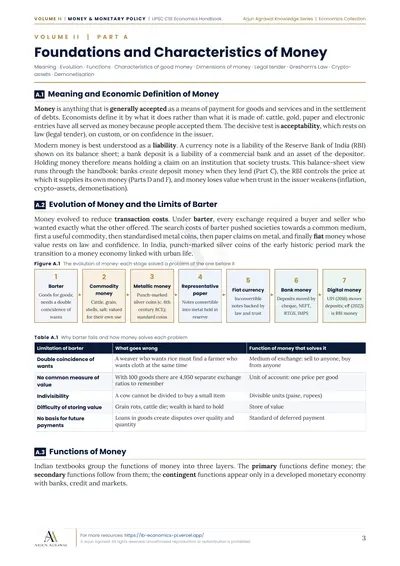 VOLUME II | MONEY & MONETARY POLICY | UPSC CSE Economics Handbook
Arjun Agrawal Knowledge Series | Economics Collection
VOLUME II | PART A
Foundations and Characteristics of Money
Meaning · Evolution · Functions · Characteristics of good money · Dimensions of money · Legal tender · Gresham's Law · Crypto-
assets · Demonetisation
A.1 Meaning and Economic Definition of Money
Money is anything that is generally accepted as a means of payment for goods and services and in the settlement
of debts. Economists define it by what it does rather than what it is made of: cattle, gold, paper and electronic
entries have all served as money because people accepted them. The decisive test is acceptability, which rests on
law (legal tender), on custom, or on confidence in the issuer.
Modern money is best understood as a liability. A currency note is a liability of the Reserve Bank of India (RBI)
shown on its balance sheet; a bank deposit is a liability of a commercial bank and an asset of the depositor.
Holding money therefore means holding a claim on an institution that society trusts. This balance-sheet view
runs through the handbook: banks create deposit money when they lend (Part C), the RBI controls the price at
which it supplies its own money (Parts D and F), and money loses value when trust in the issuer weakens (inflation,
crypto-assets, demonetisation).
A.2 Evolution of Money and the Limits of Barter
Money evolved to reduce transaction costs. Under barter, every exchange required a buyer and seller who
wanted exactly what the other offered. The search costs of barter pushed societies towards a common medium,
first a useful commodity, then standardised metal coins, then paper claims on metal, and finally fiat money whose
value rests on law and confidence. In India, punch-marked silver coins of the early historic period mark the
transition to a money economy linked with urban life.
Figure A.1 The evolution of money: each stage solved a problem of the one before it
1
Barter
Goods for goods;
needs a double
coincidence of
wants
2
Commodity
money
Cattle, grain,
shells, salt; valued
for their own use
3
Metallic money
Punch-marked
silver coins (c. 6th
century BCE);
standard coins
4
Representative
paper
Notes convertible
into metal held in
reserve
5
Fiat currency
Inconvertible
notes backed by
law and trust
6
Bank money
Deposits moved by
cheque, NEFT,
RTGS, IMPS
7
Digital money
UPI (2016) moves
deposits; e₹ (2022)
is RBI money
Table A.1 Why barter fails and how money solves each problem
Limitation of barter
What goes wrong
Function of money that solves it
Double coincidence of
wants
A weaver who wants rice must find a farmer who
wants cloth at the same time
Medium of exchange: sell to anyone, buy
from anyone
No common measure of
value
With 100 goods there are 4,950 separate exchange
ratios to remember
Unit of account: one price per good
Indivisibility
A cow cannot be divided to buy a small item
Divisible units (paise, rupees)
Difficulty of storing value
Grain rots, cattle die; wealth is hard to hold
Store of value
No basis for future
payments
Loans in goods create disputes over quality and
quantity
Standard of deferred payment
A.3 Functions of Money
Indian textbooks group the functions of money into three layers. The primary functions define money; the
secondary functions follow from them; the contingent functions appear only in a developed monetary economy
with banks, credit and markets.
ARJUN AGRAWAL
For more resources: https://ib-economics-pi.vercel.app/
© Arjun Agrawal. All rights reserved. Unauthorised reproduction or redistribution is prohibited.
3